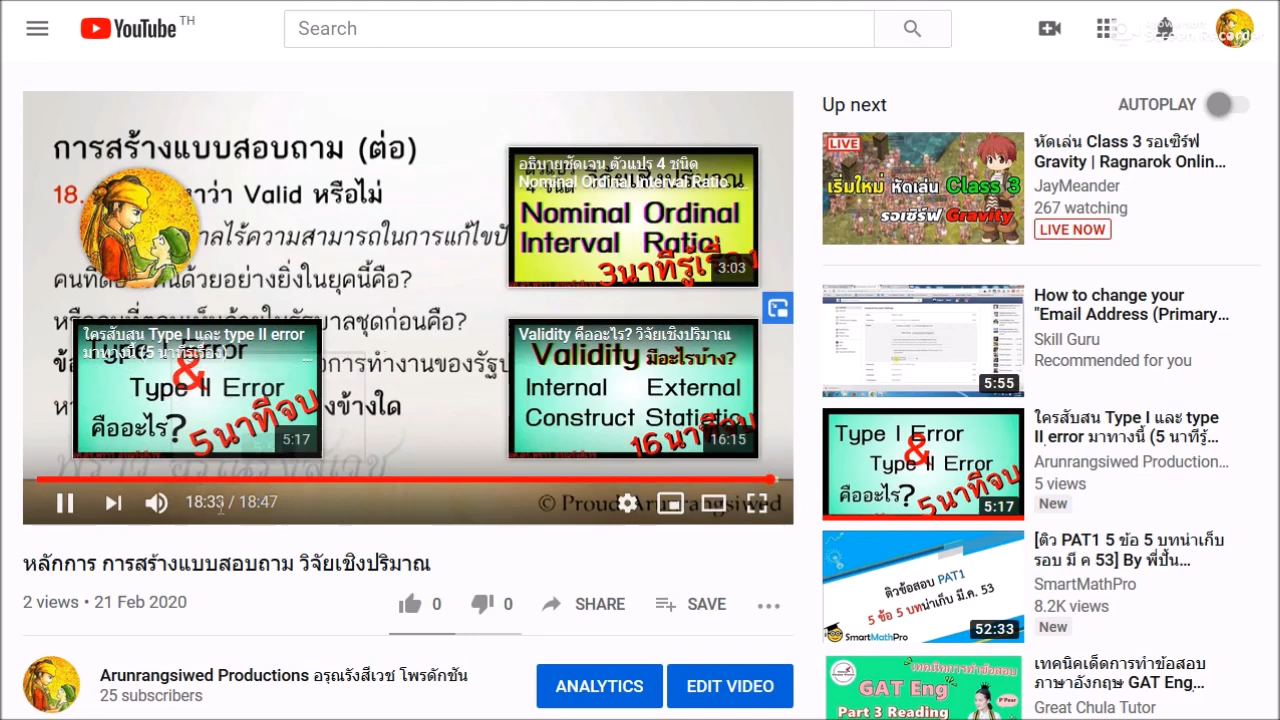 YouTube TH
Search
Screen Recorder
การสร้างแบบสอบถาม (ต่อ)
18.
าว่า Valid หรือไม่
าลไร้ความสามารถในการแก้ไขปั
คนที่
ด้วยอย่างยิ่งในยุคนี้คือ?
าลชุดก่อนคือ?
การทำงานของรัฐบ
ข้างใด
อธิบายชัดเจน ตัวแปร 4 ชนิด
Nominal Ordinal Interval Ratio ...
Nominal Ordinal
Interval Ratio
3นาทีรู้เรื่อง
3:03
ใครสับสน Type I และ type II error
มาทางนี้ (5 นาทีรู้เรื่อง)
&
Type II Error
คืออะไร?
5นาทีจบ
5:17
Validity คืออะไร? วิจัยเชิงปริมาณ
Validity มีอะไรบ้าง?
Internal External
Construct Statistic
16นาทีจบ
16:15
18:33 / 18:47
© Proud Arunrangsiwed
หลักการ การสร้างแบบสอบถาม วิจัยเชิงปริมาณ
2 views • 21 Feb 2020
0
0
SHARE
SAVE
Arunrangsiwed Productions อรุณรังสีเวช โพรดักชัน
25 subscribers
ANALYTICS
EDIT VIDEO
Up next
AUTOPLAY
LIVE
เริ่มใหม่ หัดเล่น Class 3
รอเซิร์ฟ Gravity
หัดเล่น Class 3 รอเซิร์ฟ
Gravity | Ragnarok Onlin...
JayMeander
267 watching
LIVE NOW
5:55
How to change your
"Email Address (Primary...
Skill Guru
Recommended for you
Type I Error
&
Type II Error
คืออะไร?
5นาทีจบ
5:17
ใครสับสน Type I และ type
II error มาทางนี้ (5 นาทีรู้...
Arunrangsiwed Production...
5 views
New
ติวข้อสอบ PAT1
5 ข้อ 5 บทน่าเก็บ มี.ค. 53
SmartMathPro
52:33
[ติว PAT1 5 ข้อ 5 บทน่าเก็บ
รอบ มี ค 53] By พี่ปั้น...
SmartMathPro
8.2K views
New
เทคนิคการทำข้อสอบ
GAT Eng
Part 3 Reading
P'Pear
เทคนิคเด็ดการทำข้อสอบ
ภาษาอังกฤษ GAT Eng...
Great Chula Tutor